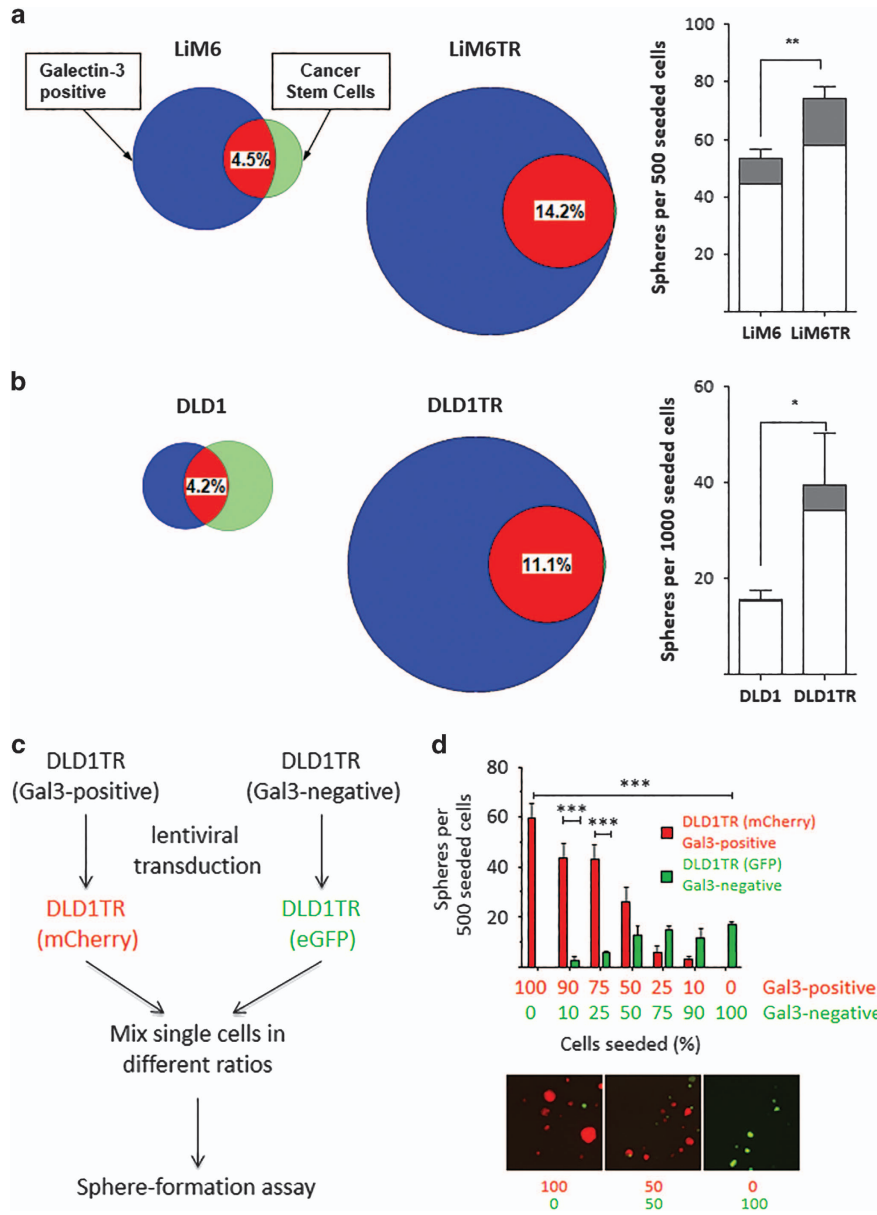 a
LiM6
LiM6TR
Galectin-3
positive
Cancer
Stem Cells
4.5%
14.2%
Spheres per 500 seeded cells
100
80
60
40
20
**
LiM6 LiM6TR
b
DLD1
DLD1TR
4.2%
11.1%
Spheres per 1000 seeded cells
60
40
20
*
DLD1 DLD1TR
c
DLD1TR
(Gal3-positive)
DLD1TR
(Gal3-negative)
lentiviral
transduction
DLD1TR
(mCherry)
DLD1TR
(eGFP)
Mix single cells in
different ratios
Sphere-formation assay
d
Spheres per
500 seeded cells
80
60
40
20
***
***
***
DLD1TR (mCherry)
Gal3-positive
DLD1TR (GFP)
Gal3-negative
100 90 75 50 25 10 0 Gal3-positive
0 10 25 50 75 90 100 Gal3-negative
Cells seeded (%)
100 50 0
0 50 100